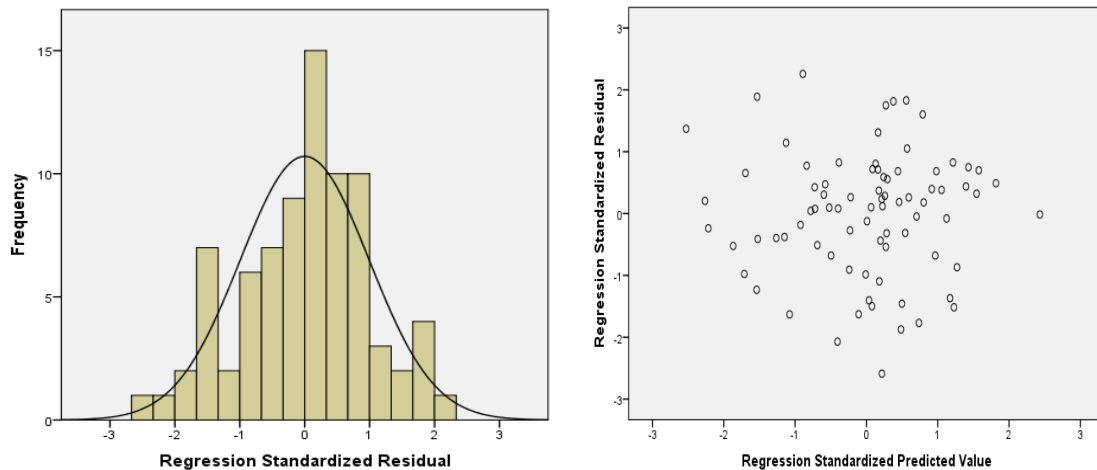 15
10
5
0
Frequency
-3 -2 -1 0 1 2 3
Regression Standardized Residual
3
2
1
0
-1
-2
-3
Regression Standardized Residual
-3 -2 -1 0 1 2 3
Regression Standardized Predicted Value